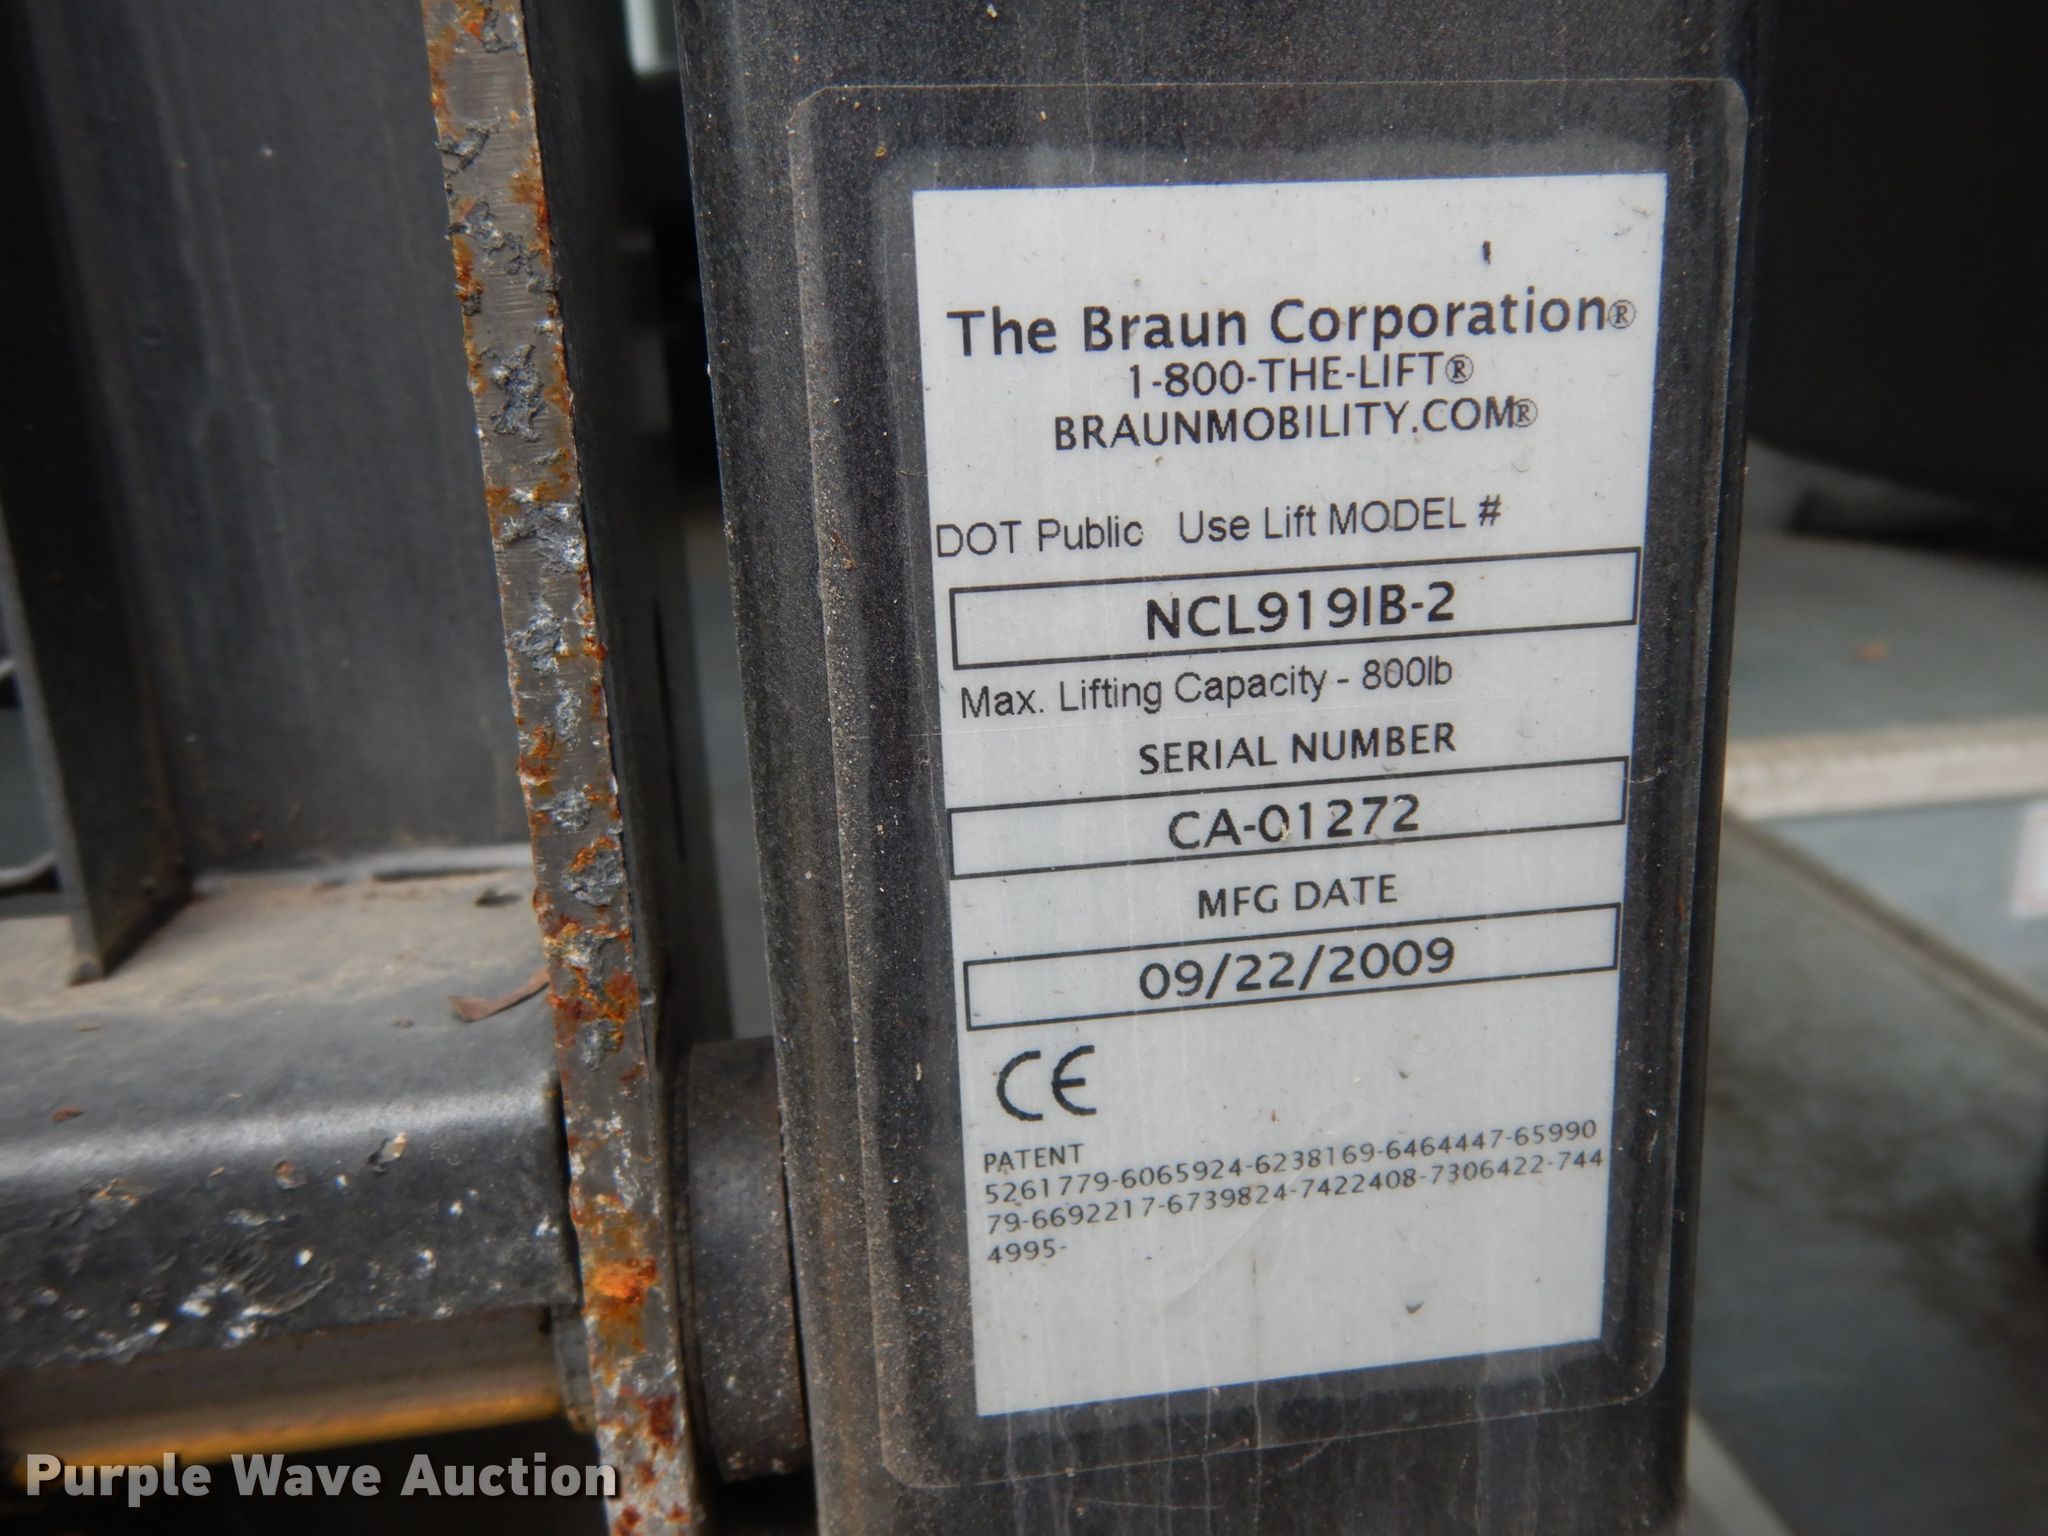 The Braun Corporation®
1-800-THE-LIFT®
BRAUNMOBILITY.COM®
DOT Public Use Lift MODEL #
NCL919IB-2
Max. Lifting Capacity - 800lb
SERIAL NUMBER
CA-01272
MFG DATE
09/22/2009
CE
PATENT
5261779-6065924-6238169-6464447-65990
79-6692217-6739824-7422408-7306422-744
4995-
Purple Wave Auction